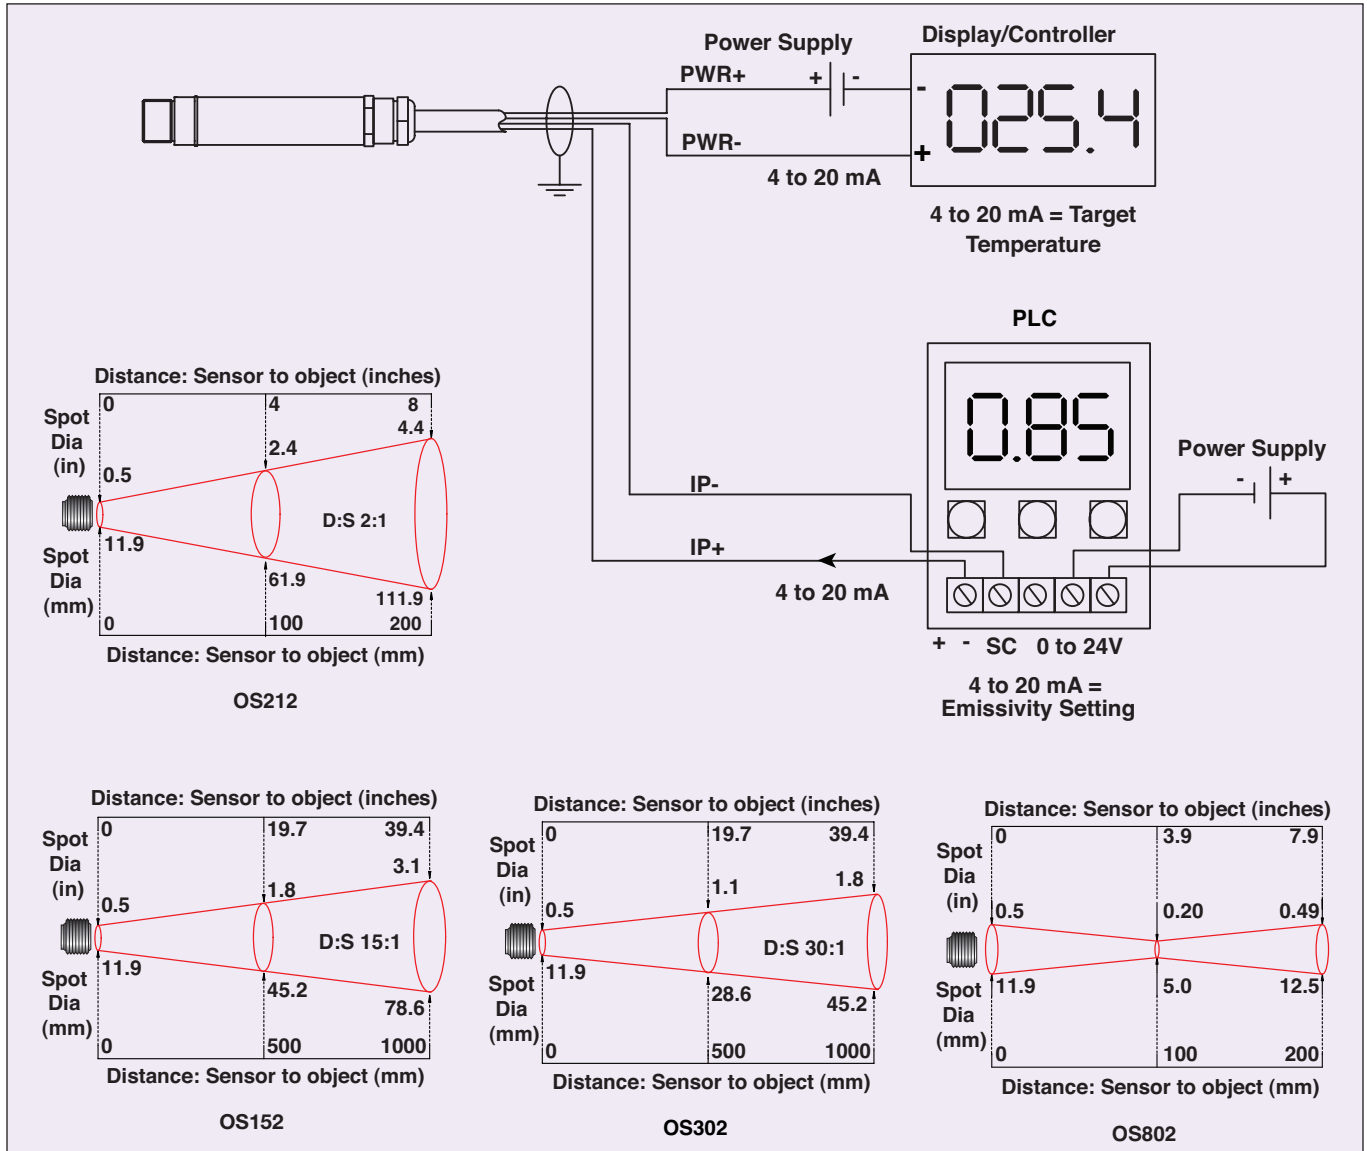 Power Supply
Display/Controller
PWR+
+ -
-
025.4
PWR-
+
4 to 20 mA
4 to 20 mA = Target
Temperature
PLC
0.85
Power Supply
- +
IP-
IP+
4 to 20 mA
+ - SC 0 to 24V
4 to 20 mA =
Emissivity Setting
Distance: Sensor to object (inches)
0 4 8
Spot
Dia
(in)
4.4
2.4
0.5
D:S 2:1
11.9
Spot
Dia
(mm)
61.9
111.9
0 100 200
Distance: Sensor to object (mm)
OS212
Distance: Sensor to object (inches)
0 19.7 39.4
Spot
Dia
(in)
3.1
1.8
0.5
D:S 15:1
11.9
Spot
Dia
(mm)
45.2
78.6
0 500 1000
Distance: Sensor to object (mm)
OS152
Distance: Sensor to object (inches)
0 19.7 39.4
Spot
Dia
(in)
1.8
1.1
0.5
D:S 30:1
11.9
Spot
Dia
(mm)
28.6
45.2
0 500 1000
Distance: Sensor to object (mm)
OS302
Distance: Sensor to object (inches)
0 3.9 7.9
Spot
Dia
(in)
0.5 0.20 0.49
11.9 5.0 12.5
Spot
Dia
(mm)
0 100 200
Distance: Sensor to object (mm)
OS802